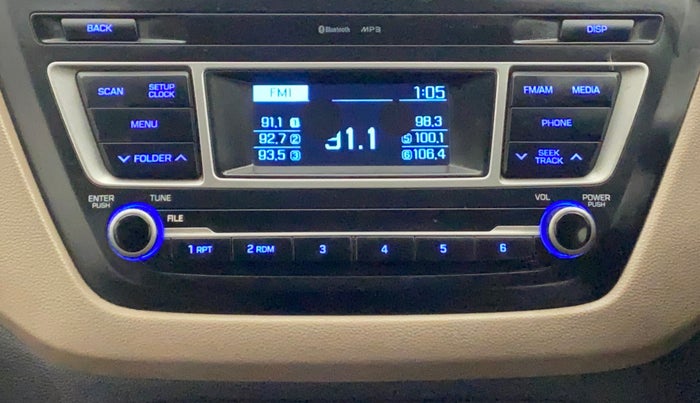 BACK
Bluetooth MP3
DISP
SCAN
SETUP
CLOCK
MENU
FOLDER
FM1
1:05
91.1 1
92.7 2
93.5 3
91.1
98.3
5 100.1
6 106.4
FM/AM
MEDIA
PHONE
SEEK
TRACK
ENTER
PUSH
TUNE
FILE
VOL
POWER
PUSH
1 RPT
2 RDM
3
4
5
6